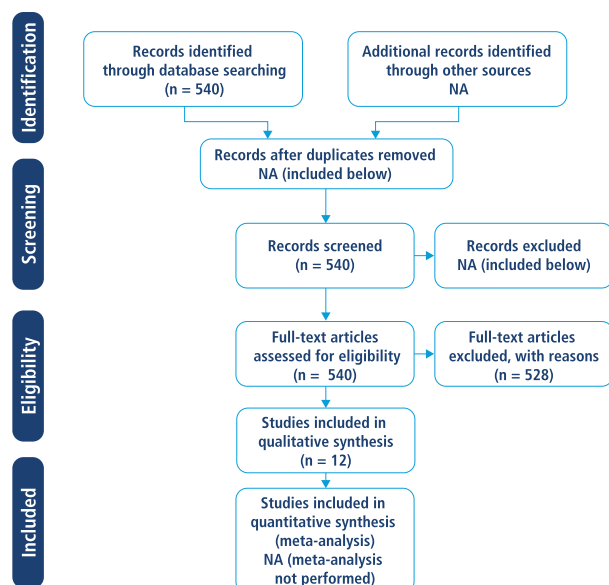 Identification
Records identified
through database searching
(n = 540)
Additional records identified
through other sources
NA
Records after duplicates removed
NA (included below)
Screening
Records screened
(n = 540)
Records excluded
NA (included below)
Eligibility
Full-text articles
assessed for eligibility
(n = 540)
Full-text articles
excluded, with reasons
(n = 528)
Studies included in
qualitative synthesis
(n = 12)
Included
Studies included in
quantitative synthesis
(meta-analysis)
NA (meta-analysis
not performed)